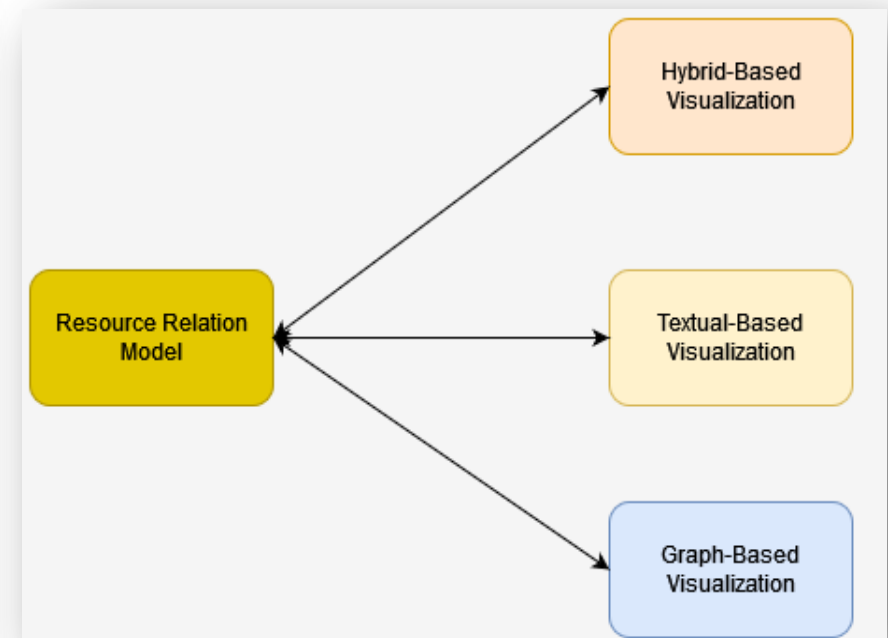 Hybrid-Based
Visualization
Resource Relation
Model
Textual-Based
Visualization
Graph-Based
Visualization